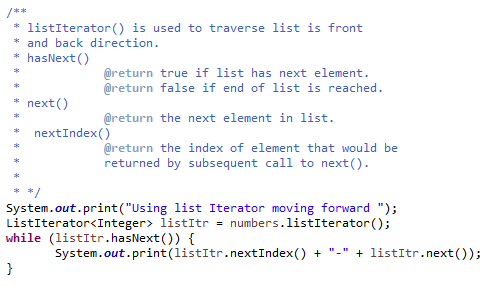 /**
 * listIterator() is used to traverse list is front
 * and back direction.
 * hasNext()
 *             @return true if list has next element.
 *             @return false if end of list is reached.
 * next()
 *             @return the next element in list.
 *  nextIndex()
 *             @return the index of element that would be
 *             returned by subsequent call to next().
 *
 * */
System.out.print("Using list Iterator moving forward ");
ListIterator<Integer> listItr = numbers.listIterator();
while (listItr.hasNext()) {
       System.out.print(listItr.nextIndex() + "-" + listItr.next());
}